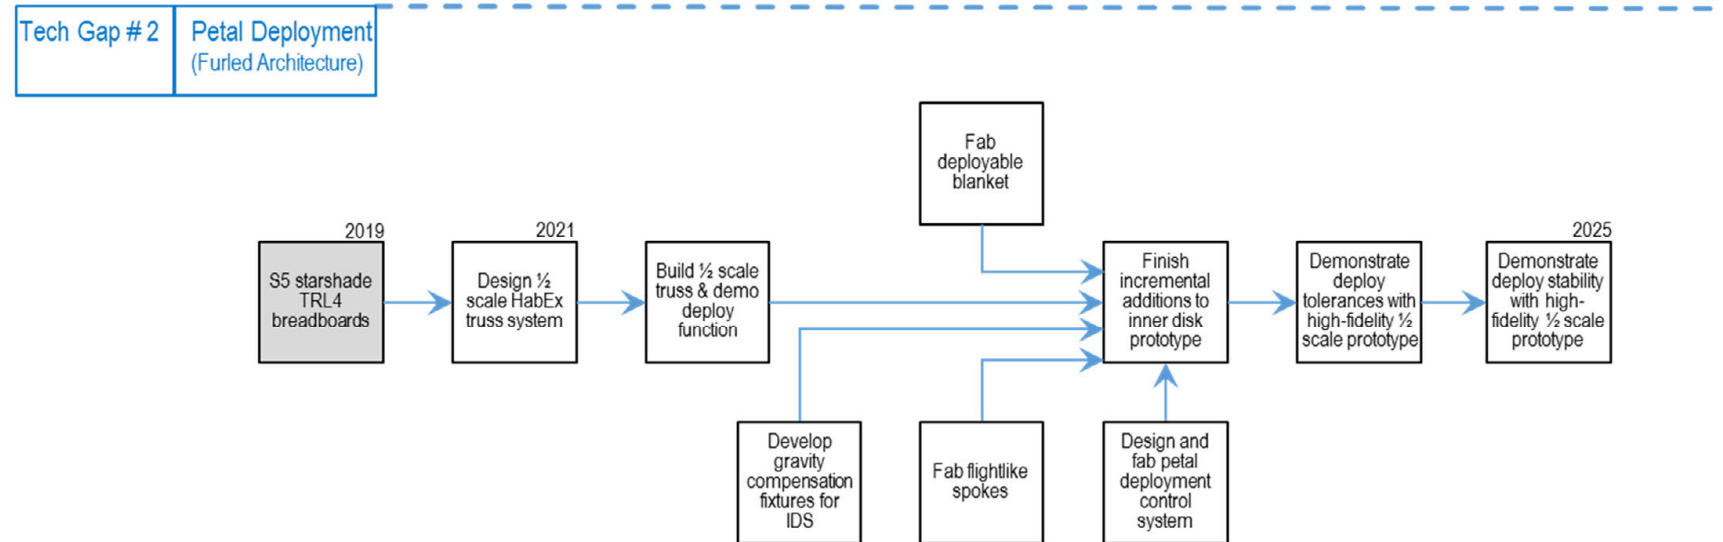 Tech Gap # 2
Petal Deployment
(Furled Architecture)
Fab
deployable
blanket
2019
S5 starshade
TRL4
breadboards
2021
Design ½
scale HabEx
truss system
Build ½ scale
truss & demo
deploy
function
Finish
incremental
additions to
inner disk
prototype
Demonstrate
deploy
tolerances with
high-fidelity ½
scale prototype
2025
Demonstrate
deploy stability
with high-
fidelity ½ scale
prototype
Develop
gravity
compensation
fixtures for
IDS
Fab flightlike
spokes
Design and
fab petal
deployment
control
system